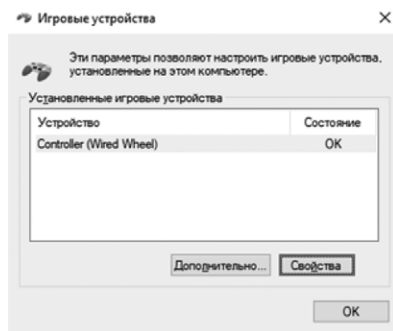 Игровые устройства
Эти параметры позволяют настроить игровые устройства,
установленные на этом компьютере.
Установленные игровые устройства
Устройство Состояние
Controller (Wired Wheel) OK
Дополнительно... Свойства
OK